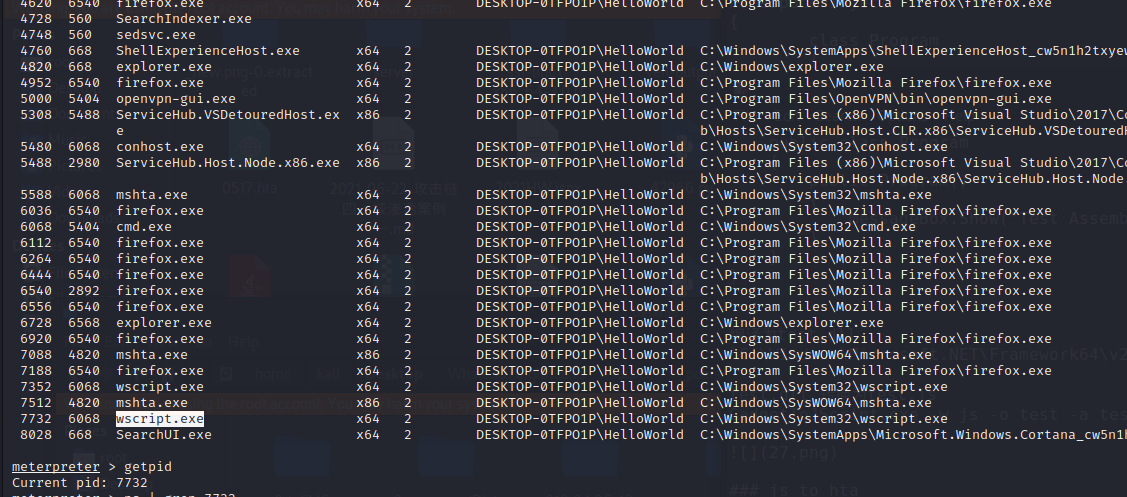 4620  6540  firefox.exe                  x64   2        DESKTOP-0TFPO1P\HelloWorld  C:\Program Files\Mozilla Firefox\firefox.exe
4728  560   SearchIndexer.exe
4748  560   sedsvc.exe
4760  668   ShellExperienceHost.exe      x64   2        DESKTOP-0TFPO1P\HelloWorld  C:\Windows\SystemApps\ShellExperienceHost_cw5n1h2txyew
4820  668   explorer.exe                 x64   2        DESKTOP-0TFPO1P\HelloWorld  C:\Windows\explorer.exe
4952  6540  firefox.exe                  x64   2        DESKTOP-0TFPO1P\HelloWorld  C:\Program Files\Mozilla Firefox\firefox.exe
5000  5404  openvpn-gui.exe              x64   2        DESKTOP-0TFPO1P\HelloWorld  C:\Program Files\OpenVPN\bin\openvpn-gui.exe
5308  5488  ServiceHub.VSDetouredHost.ex x86   2        DESKTOP-0TFPO1P\HelloWorld  C:\Program Files (x86)\Microsoft Visual Studio\2017\Co
e b\Hosts\ServiceHub.Host.CLR.x86\ServiceHub.VSDetouredH
5480  6068  conhost.exe                  x64   2        DESKTOP-0TFPO1P\HelloWorld  C:\Windows\System32\conhost.exe
5488  2980  ServiceHub.Host.Node.x86.exe x86   2        DESKTOP-0TFPO1P\HelloWorld  C:\Program Files (x86)\Microsoft Visual Studio\2017\Co
b\Hosts\ServiceHub.Host.Node.x86\ServiceHub.Host.Node.
5588  6068  mshta.exe                    x64   2        DESKTOP-0TFPO1P\HelloWorld  C:\Windows\System32\mshta.exe
6036  6540  firefox.exe                  x64   2        DESKTOP-0TFPO1P\HelloWorld  C:\Program Files\Mozilla Firefox\firefox.exe
6068  5404  cmd.exe                      x64   2        DESKTOP-0TFPO1P\HelloWorld  C:\Windows\System32\cmd.exe
6112  6540  firefox.exe                  x64   2        DESKTOP-0TFPO1P\HelloWorld  C:\Program Files\Mozilla Firefox\firefox.exe
6264  6540  firefox.exe                  x64   2        DESKTOP-0TFPO1P\HelloWorld  C:\Program Files\Mozilla Firefox\firefox.exe
6444  6540  firefox.exe                  x64   2        DESKTOP-0TFPO1P\HelloWorld  C:\Program Files\Mozilla Firefox\firefox.exe
6540  2892  firefox.exe                  x64   2        DESKTOP-0TFPO1P\HelloWorld  C:\Program Files\Mozilla Firefox\firefox.exe
6556  6540  firefox.exe                  x64   2        DESKTOP-0TFPO1P\HelloWorld  C:\Program Files\Mozilla Firefox\firefox.exe
6728  6568  explorer.exe                 x64   2        DESKTOP-0TFPO1P\HelloWorld  C:\Windows\explorer.exe
6920  6540  firefox.exe                  x64   2        DESKTOP-0TFPO1P\HelloWorld  C:\Program Files\Mozilla Firefox\firefox.exe
7088  4820  mshta.exe                    x86   2        DESKTOP-0TFPO1P\HelloWorld  C:\Windows\SysWOW64\mshta.exe
7188  6540  firefox.exe                  x64   2        DESKTOP-0TFPO1P\HelloWorld  C:\Program Files\Mozilla Firefox\firefox.exe
7352  6068  wscript.exe                  x64   2        DESKTOP-0TFPO1P\HelloWorld  C:\Windows\System32\wscript.exe
7512  4820  mshta.exe                    x86   2        DESKTOP-0TFPO1P\HelloWorld  C:\Windows\SysWOW64\mshta.exe
7732  6068  wscript.exe                  x64   2        DESKTOP-0TFPO1P\HelloWorld  C:\Windows\System32\wscript.exe
8028  668   SearchUI.exe                 x64   2        DESKTOP-0TFPO1P\HelloWorld  C:\Windows\SystemApps\Microsoft.Windows.Cortana_cw5n1h
meterpreter > getpid
Current pid: 7732
meterpreter > ps | grep 7732